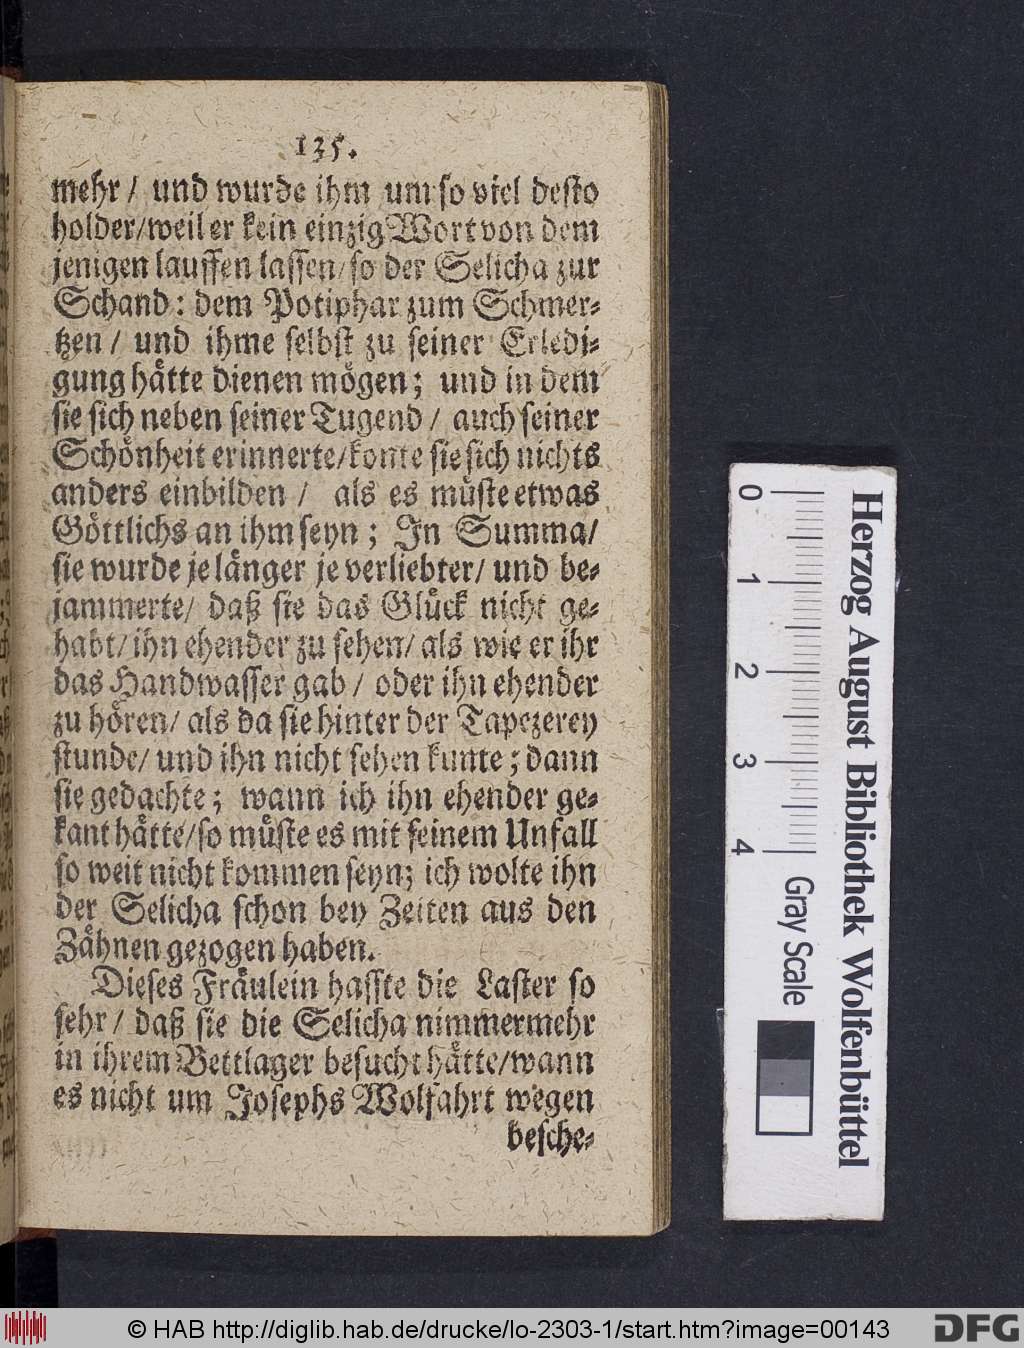 135.
mehr / und wurde ihm um so viel desto
holder/weil er kein einzig Wort von dem
jenigen lauffen lassen/so der Selicha zur
Schand: dem Potiphar zum Schmer-
tzen / und ihme selbst zu seiner Erledi-
gung hätte dienen mögen; und in dem
sie sich neben seiner Tugend / auch seiner
Schönheit erinnerte/konte sie sich nichts
anders einbilden / als es müste etwas
Göttlichs an ihm seyn; In Summa/
sie wurde je länger je verliebter/ und be-
jammerte/ daß sie das Glück nicht ge-
habt/ ihn ehender zu sehen/ als wie er ihr
das Handwasser gab / oder ihn ehender
zu hören/ als da sie hinter der Tapezerey
stunde/ und ihn nicht sehen kunte; dann
sie gedachte; wann ich ihn ehender ge-
kant hätte/so müste es mit seinem Unfall
so weit nicht kommen seyn; ich wolte ihn
der Selicha schon bey Zeiten aus den
Zähnen gezogen haben.
Dieses Fräulein hasste die Laster so
sehr / daß sie die Selicha nimmermehr
in ihrem Bettlager besucht hätte/wann
es nicht um Josephs Wolfahrt wegen
besche-
0 1 2 3 4
Gray Scale
Herzog August Bibliothek Wolfenbüttel
© HAB http://diglib.hab.de/drucke/lo-2303-1/start.htm?image=00143
DFG